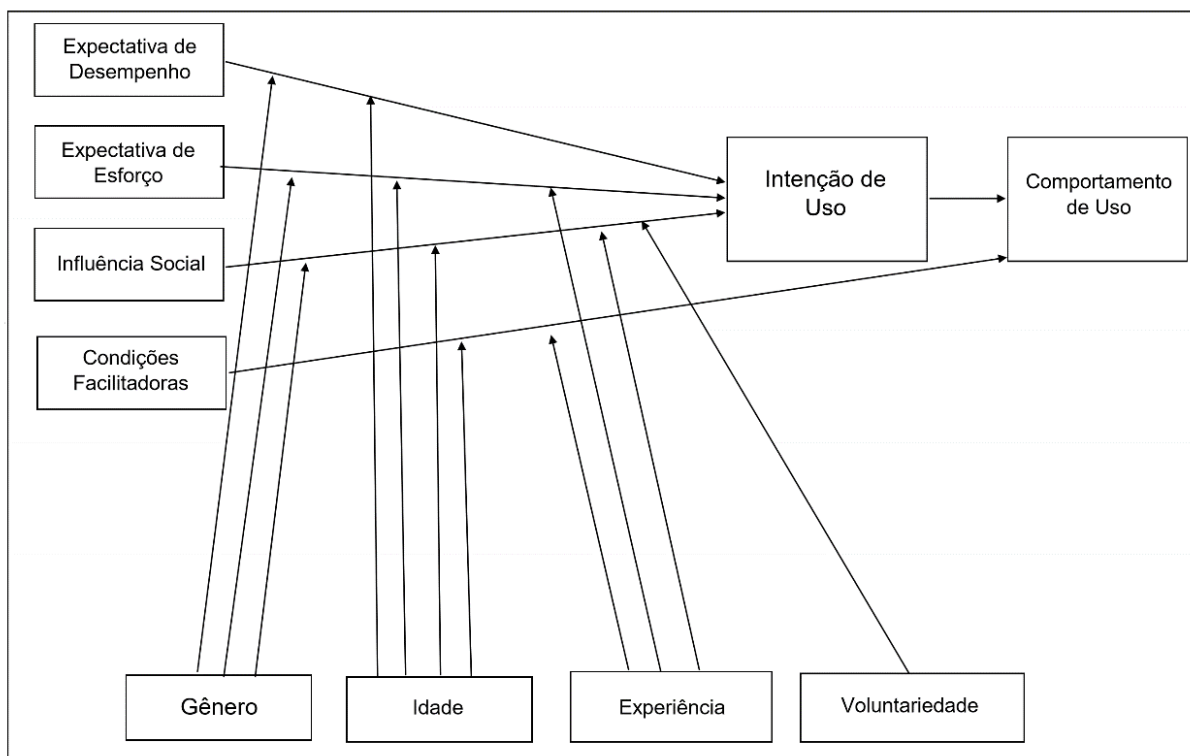 Expectativa de
Desempenho
Expectativa de
Esforço
Influência Social
Condições
Facilitadoras
Intenção de
Uso
Comportamento
de Uso
Gênero
Idade
Experiência
Voluntariedade